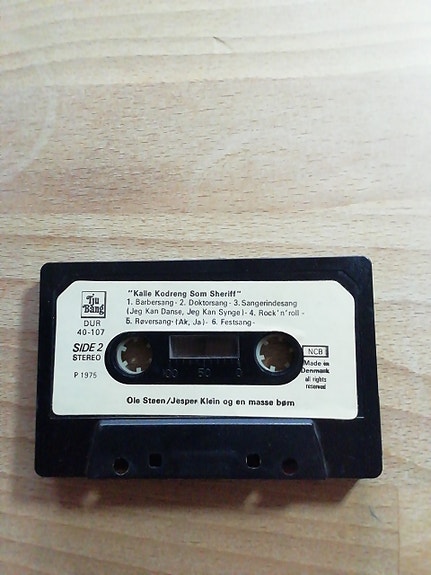 "Kalle Kodreng Som Sheriff"
1. Barbersang - 2. Doktorsang - 3. Sangerindesang
(Jeg Kan Danse, Jeg Kan Synge) - 4. Rock'n'roll -
5. Røversang - (Ak, Ja) - 6. Festsang -
Tju
Bang
DUR
40-107
SIDE 2
STEREO
P 1975
100 50 0
NCB
Made in
Denmark
all rights
reserved
Ole Steen/Jesper Klein og en masse børn